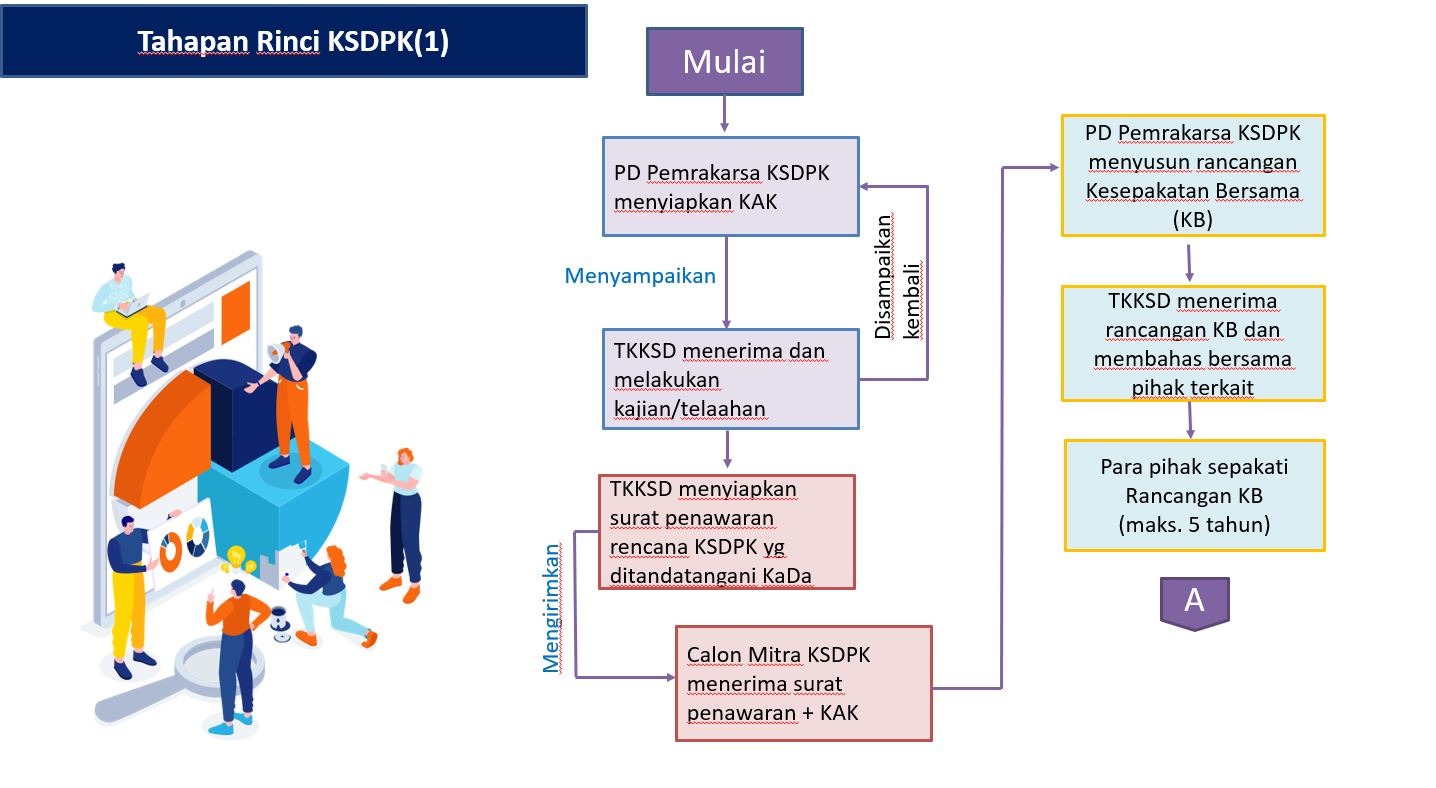 Tahapan Rinci KSDPK(1)
Mulai
PD Pemrakarsa KSDPK
menyiapkan KAK
Menyampaikan
Disampaikan
kembali
TKKSD menerima dan
melakukan
kajian/telaahan
TKKSD menyiapkan
surat penawaran
rencana KSDPK yg
ditandatangani KaDa
Mengirimkan
Calon Mitra KSDPK
menerima surat
penawaran + KAK
PD Pemrakarsa KSDPK
menyusun rancangan
Kesepakatan Bersama
(KB)
TKKSD menerima
rancangan KB dan
membahas bersama
pihak terkait
Para pihak sepakati
Rancangan KB
(maks. 5 tahun)
A